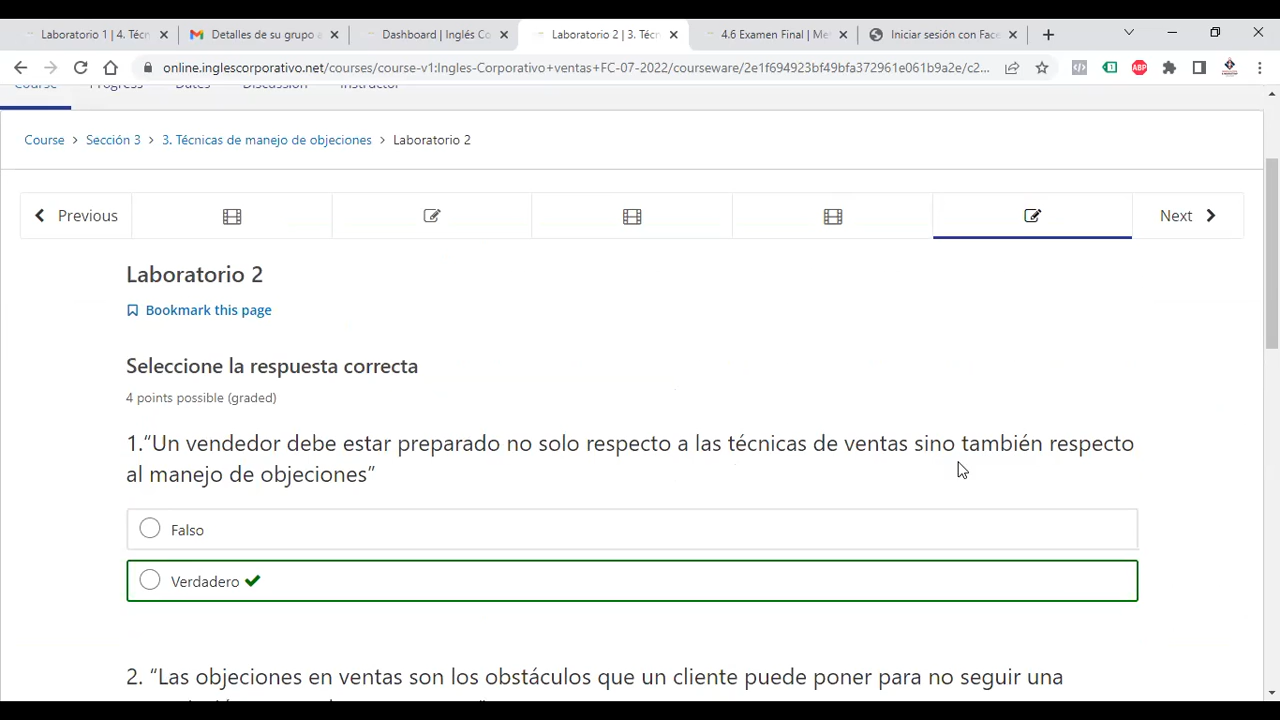 Laboratorio 1 | 4. Técn
Detalles de su grupo a
Dashboard | Inglés Co
Laboratorio 2 | 3. Técn
4.6 Examen Final | Me
Iniciar sesión con Face
online.inglescorporativo.net/courses/course-v1:Ingles-Corporativo+ventas+FC-07-2022/courseware/2e1f694923bf49bfa372961e061b9a2e/c2...
Course Progress Dates Discussion Instructor
Course > Sección 3 > 3. Técnicas de manejo de objeciones > Laboratorio 2
Previous
Next
Laboratorio 2
Bookmark this page
Seleccione la respuesta correcta
4 points possible (graded)
1.“Un vendedor debe estar preparado no solo respecto a las técnicas de ventas sino también respecto
al manejo de objeciones”
Falso
Verdadero
2. “Las objeciones en ventas son los obstáculos que un cliente puede poner para no seguir una